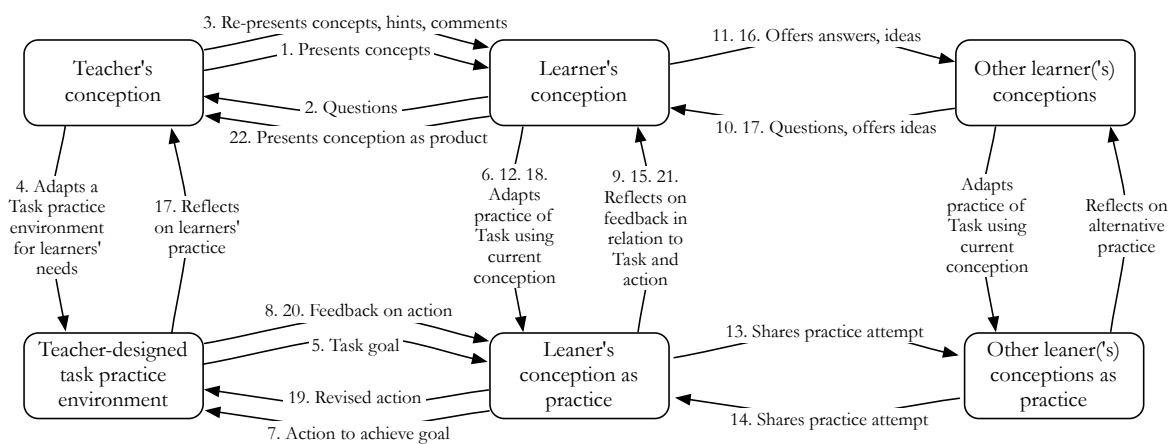 3. Re-presents concepts, hints, comments
1. Presents concepts
Teacher's
conception
Learner's
conception
11. 16. Offers answers, ideas
Other learner('s)
conceptions
2. Questions
22. Presents conception as product
10. 17. Questions, offers ideas
4. Adapts a
Task practice
environment
for learners'
needs
17. Reflects
on learners'
practice
6. 12. 18.
Adapts
practice of
Task using
current
conception
9. 15. 21.
Reflects on
feedback in
relation to
Task and
action
Adapts
practice of
Task using
current
conception
Reflects on
alternative
practice
8. 20. Feedback on action
5. Task goal
Teacher-designed
task practice
environment
Leaner's
conception as
practice
13. Shares practice attempt
Other leaner('s)
conceptions as
practice
19. Revised action
7. Action to achieve goal
14. Shares practice attempt